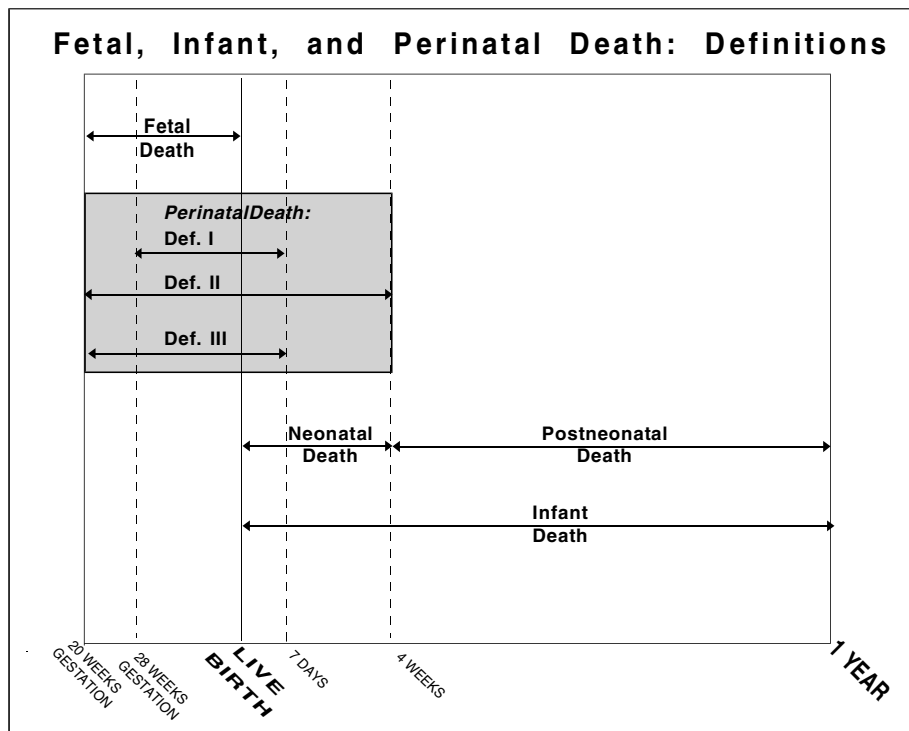 Fetal, Infant, and Perinatal Death: Definitions
Fetal
Death
PerinatalDeath:
Def. I
Def. II
Def. III
Neonatal
Death
Postneonatal
Death
Infant
Death
20 WEEKS
GESTATION
28 WEEKS
GESTATION
LIVE
BIRTH
7 DAYS
4 WEEKS
1 YEAR